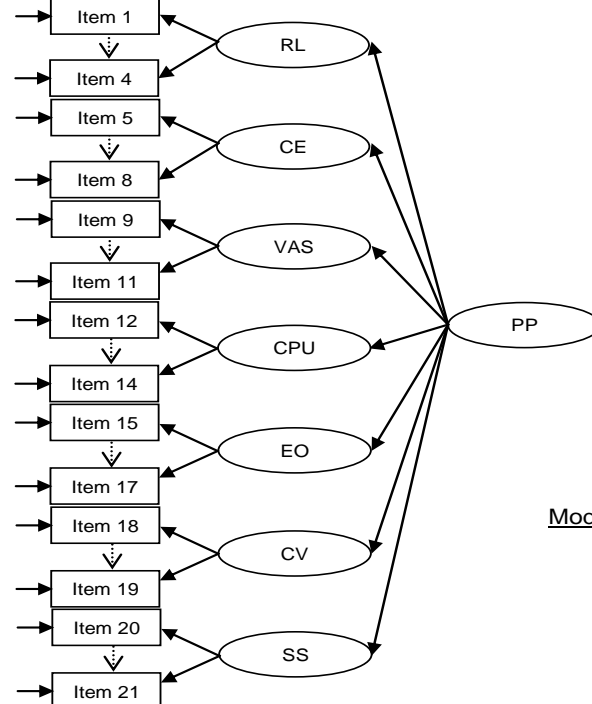 Item 1
RL
Item 4
Item 5
CE
Item 8
Item 9
VAS
Item 11
Item 12
PP
CPU
Item 14
Item 15
EO
Item 17
Item 18
CV
Item 19
Item 20
SS
Item 21